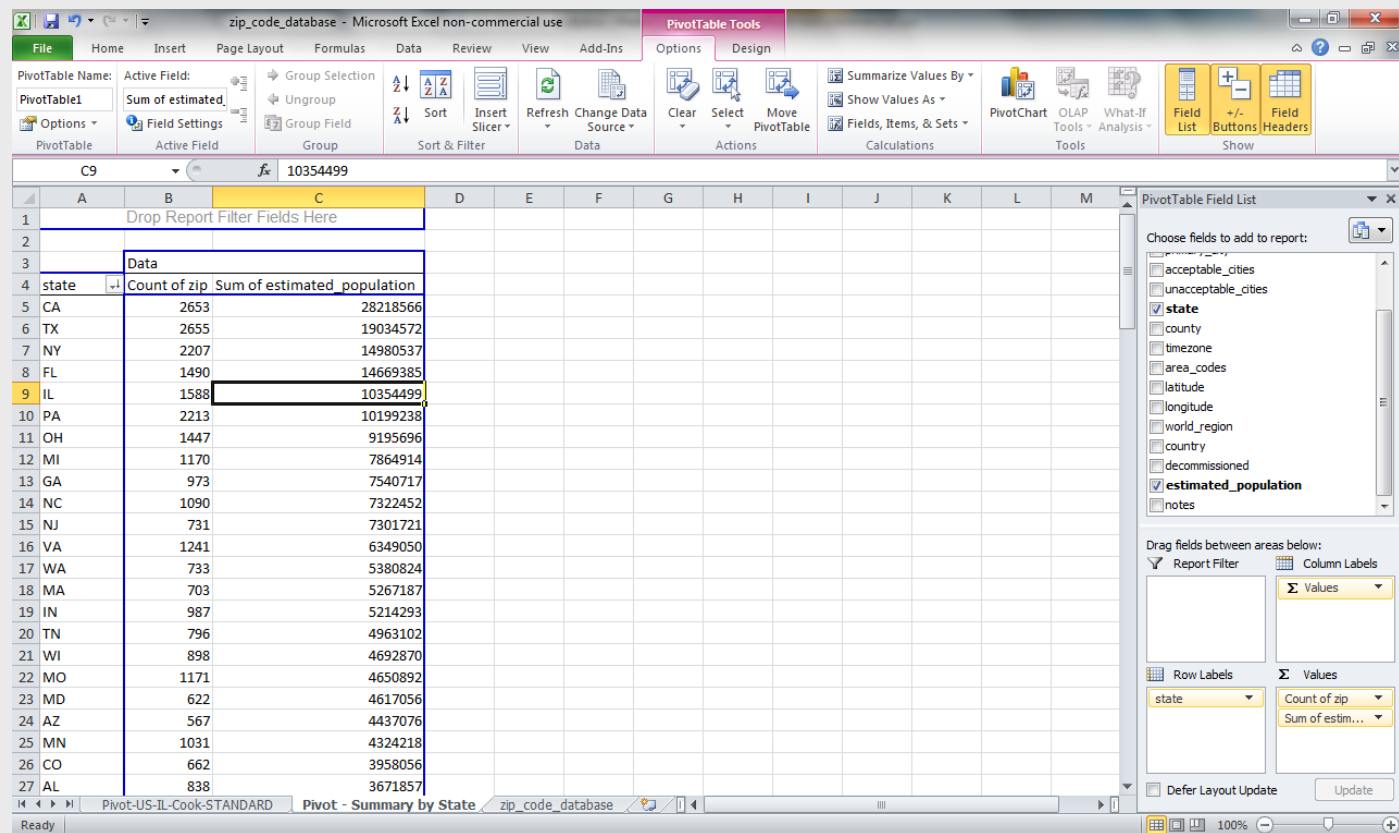 zip_code_database - Microsoft Excel non-commercial use
PivotTable Tools
File Home Insert Page Layout Formulas Data Review View Add-Ins Options Design
PivotTable Name: Active Field: Group Selection Summarize Values By
PivotTable1 Sum of estimated_ Ungroup Sort Insert Slicer Refresh Change Data Source Clear Select Move PivotTable Show Values As PivotChart OLAP Tools What-If Analysis Field List +/- Buttons Field Headers
Options Field Settings Group Field Fields, Items, & Sets
PivotTable Active Field Group Sort & Filter Data Actions Calculations Tools Show
C9 fx 10354499
A B C D E F G H I J K L M
1 Drop Report Filter Fields Here
2
3 Data
4 state Count of zip Sum of estimated_population
5 CA 2653 28218566
6 TX 2655 19034572
7 NY 2207 14980537
8 FL 1490 14669385
9 IL 1588 10354499
10 PA 2213 10199238
11 OH 1447 9195696
12 MI 1170 7864914
13 GA 973 7540717
14 NC 1090 7322452
15 NJ 731 7301721
16 VA 1241 6349050
17 WA 733 5380824
18 MA 703 5267187
19 IN 987 5214293
20 TN 796 4963102
21 WI 898 4692870
22 MO 1171 4650892
23 MD 622 4617056
24 AZ 567 4437076
25 MN 1031 4324218
26 CO 662 3958056
27 AL 838 3671857
PivotTable Field List
Choose fields to add to report:
acceptable_cities
unacceptable_cities
state
county
timezone
area_codes
latitude
longitude
world_region
country
decommissioned
estimated_population
notes
Drag fields between areas below:
Report Filter Column Labels
Σ Values
Row Labels Σ Values
state Count of zip
Sum of estim...
Defer Layout Update Update
Pivot-US-IL-Cook-STANDARD Pivot - Summary by State zip_code_database
Ready 100%